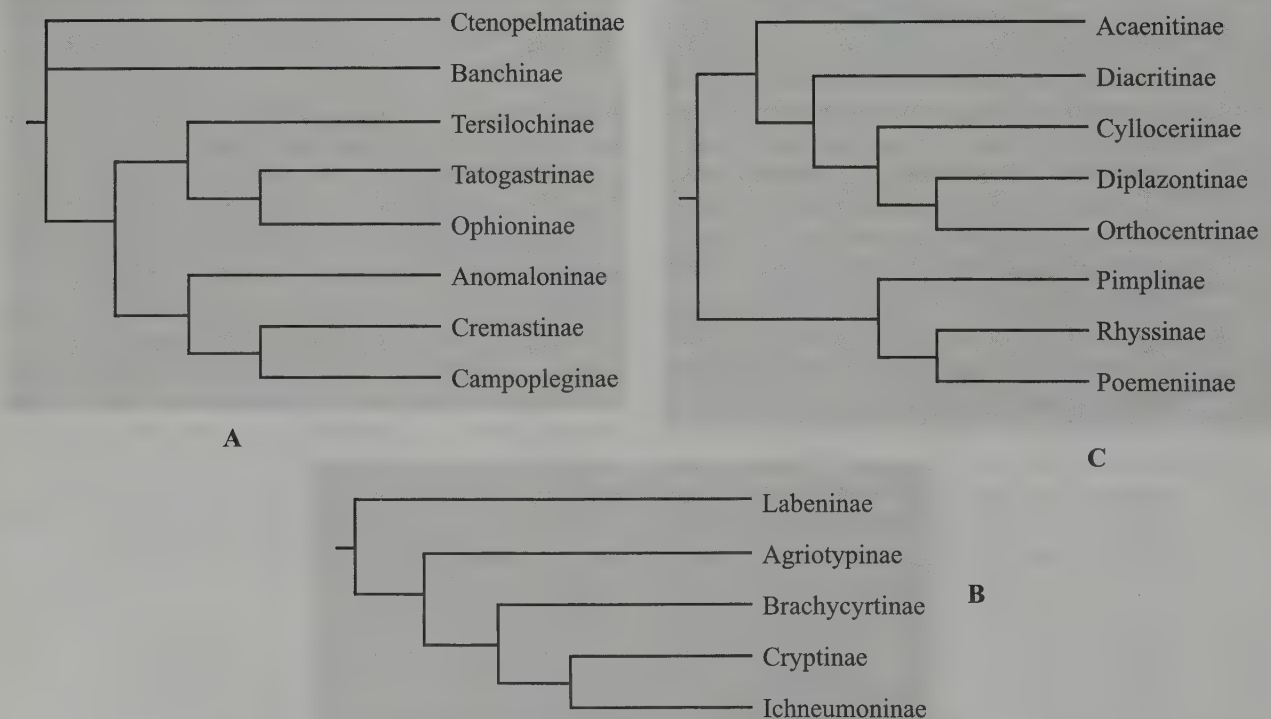 Ctenopelmatinae
Banchinae
Tersilochinae
Tatogastrinae
Ophioninae
Anomaloninae
Cremastinae
Campopleginae
A
Acaenitinae
Diacritinae
Cylloceriinae
Diplazontinae
Orthocentrinae
Pimplinae
Rhyssinae
Poemeniinae
C
Labeninae
Agriotypinae
Brachycyrtinae
Cryptinae
Ichneumoninae
B